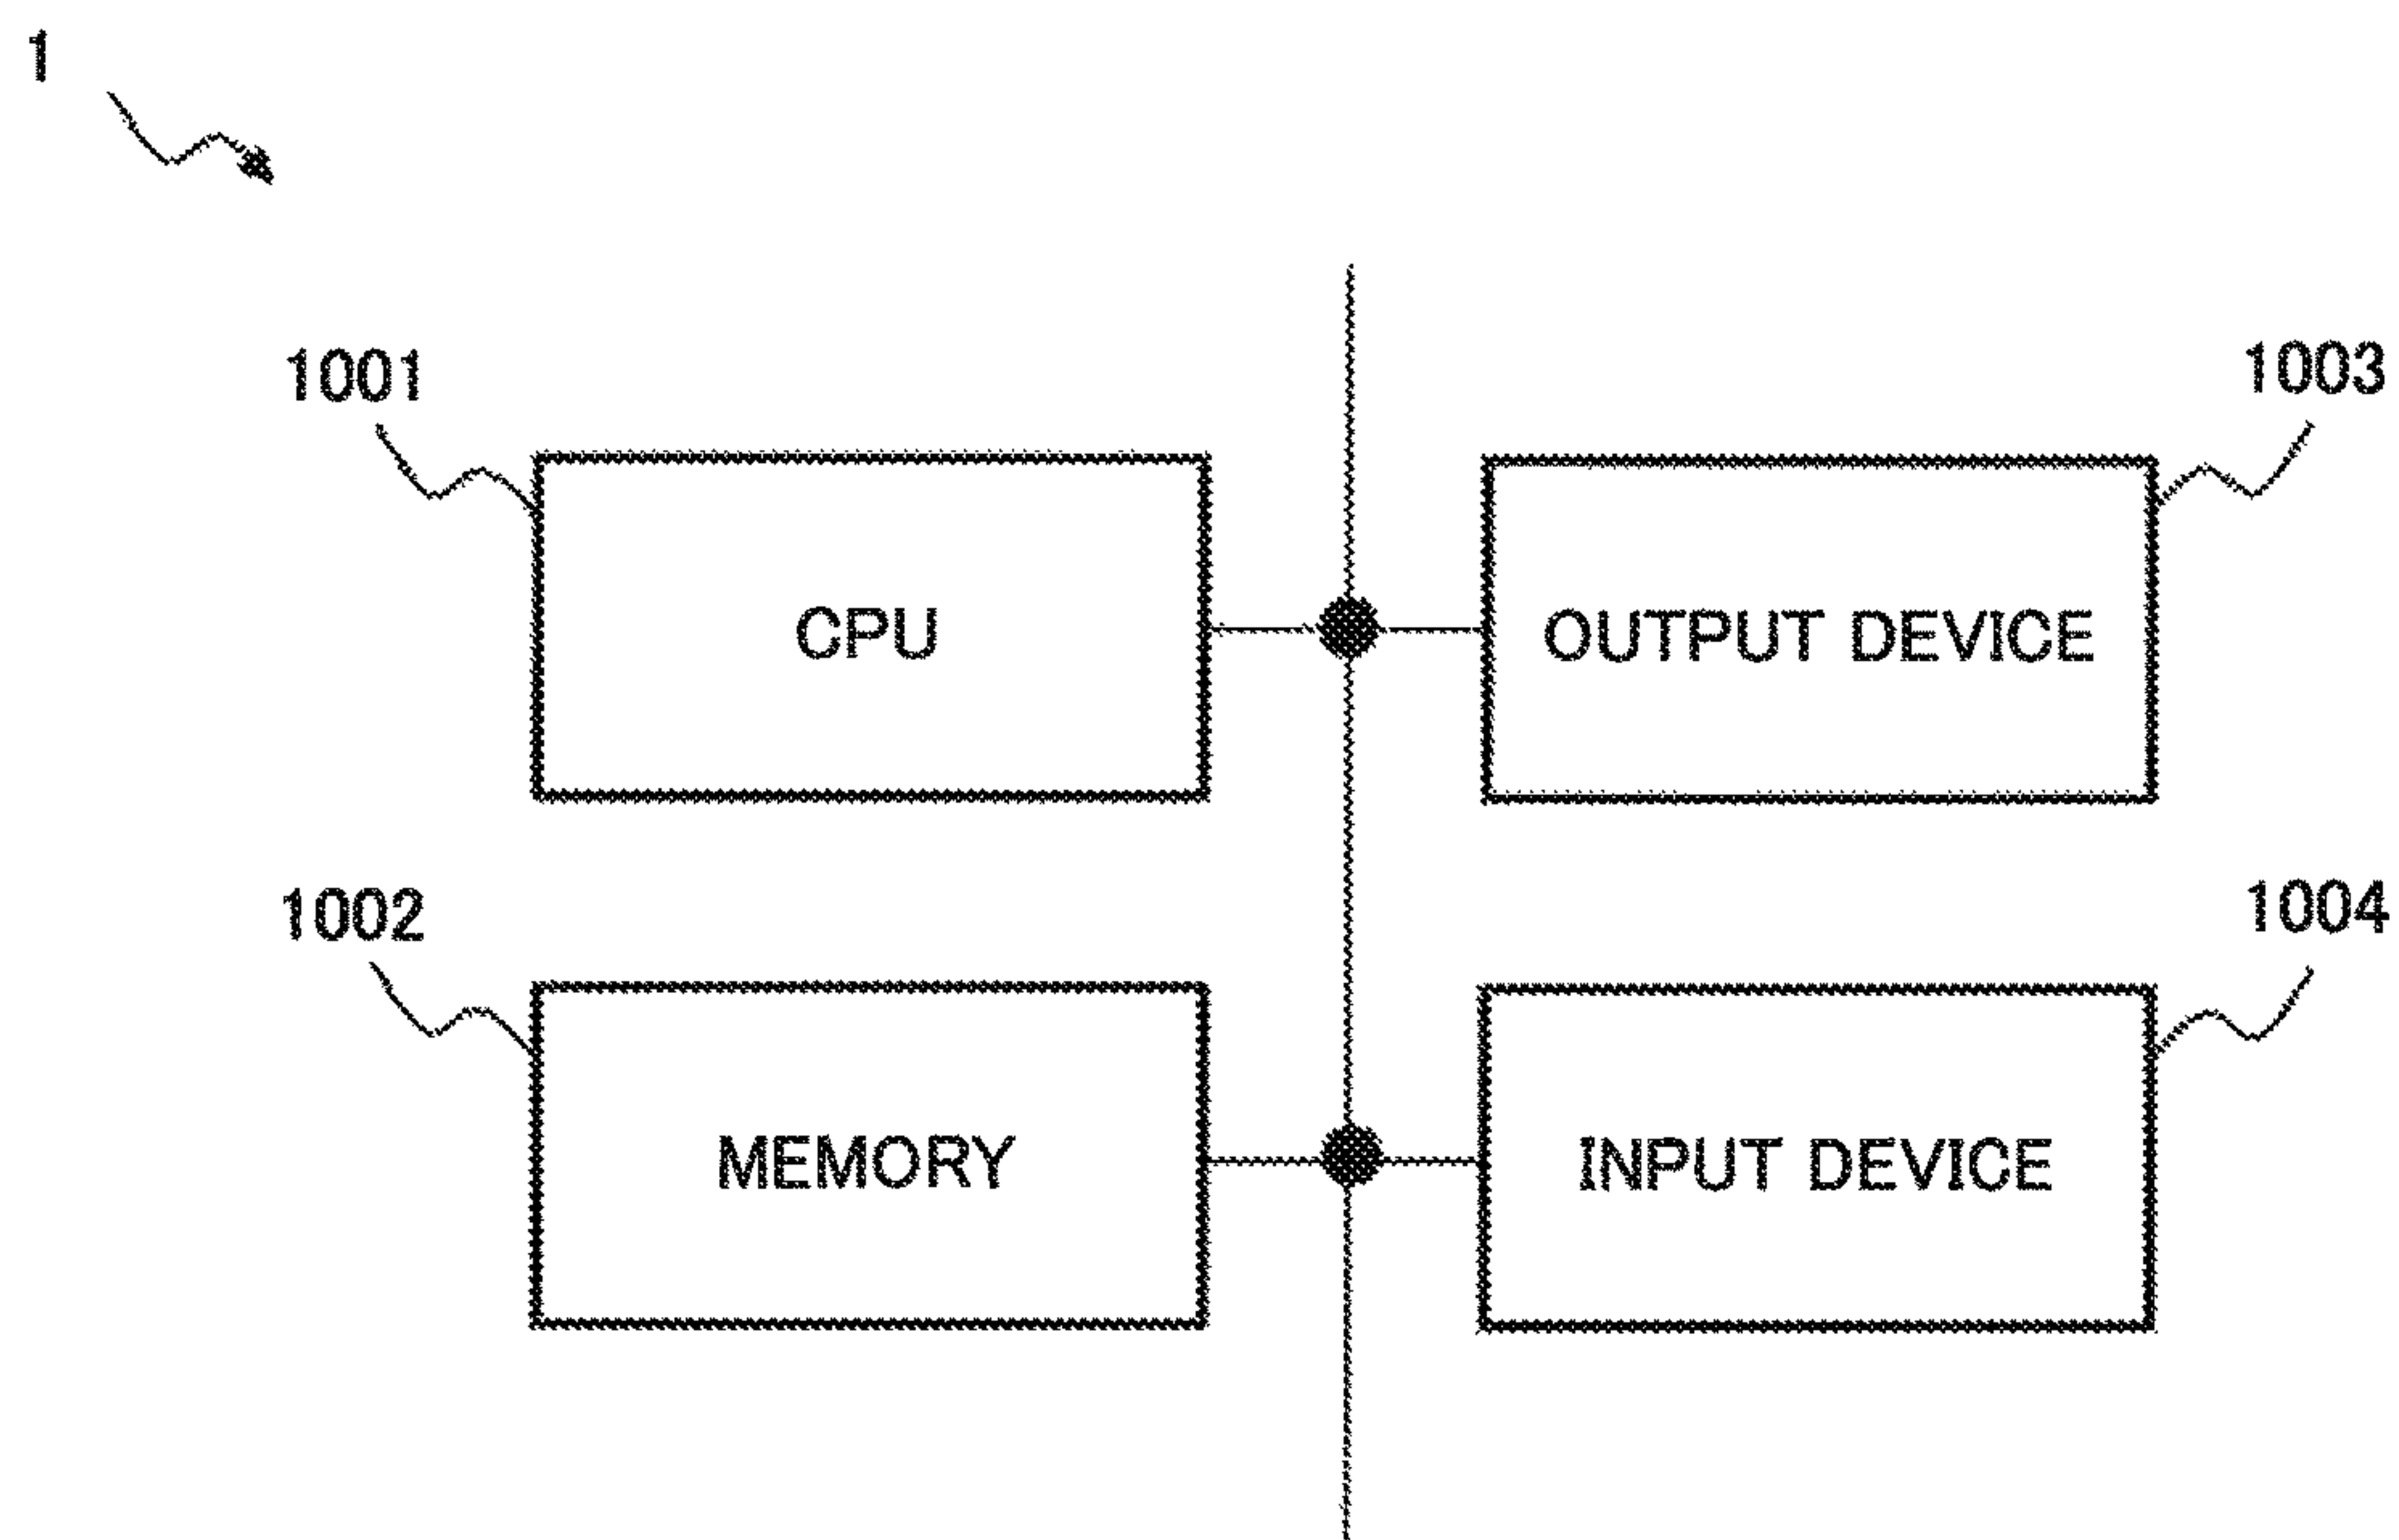 1
1001
1003
CPU
OUTPUT DEVICE
1002
1004
MEMORY
INPUT DEVICE